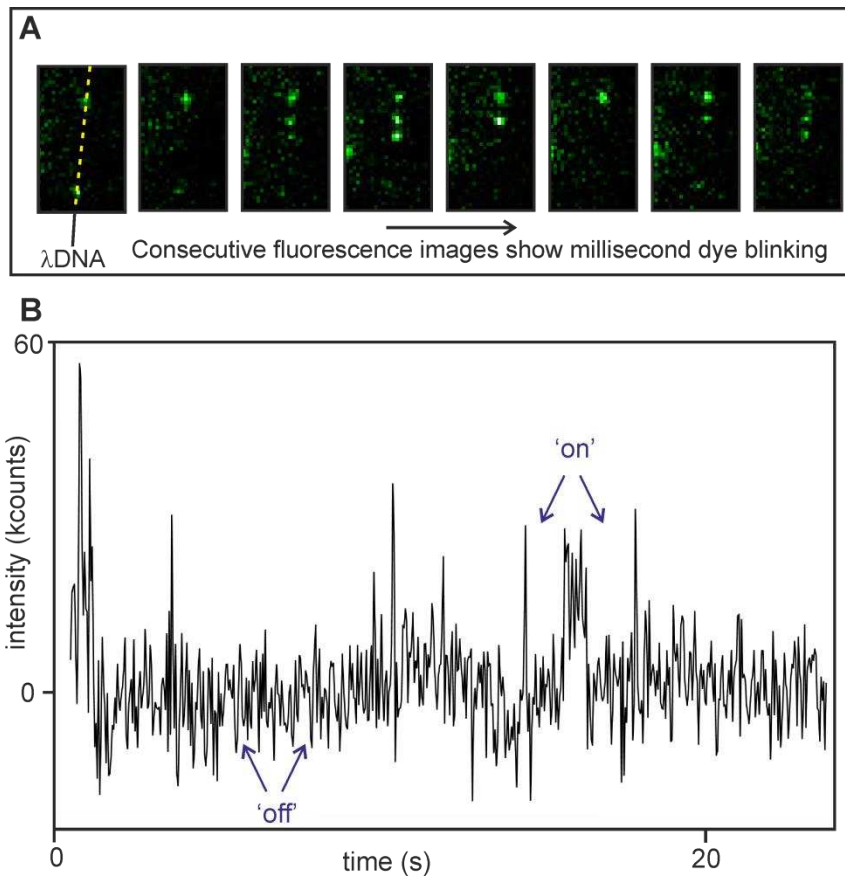 A
λDNA
Consecutive fluorescence images show millisecond dye blinking
B
60
intensity (kcounts)
'on'
0
'off'
0
20
time (s)